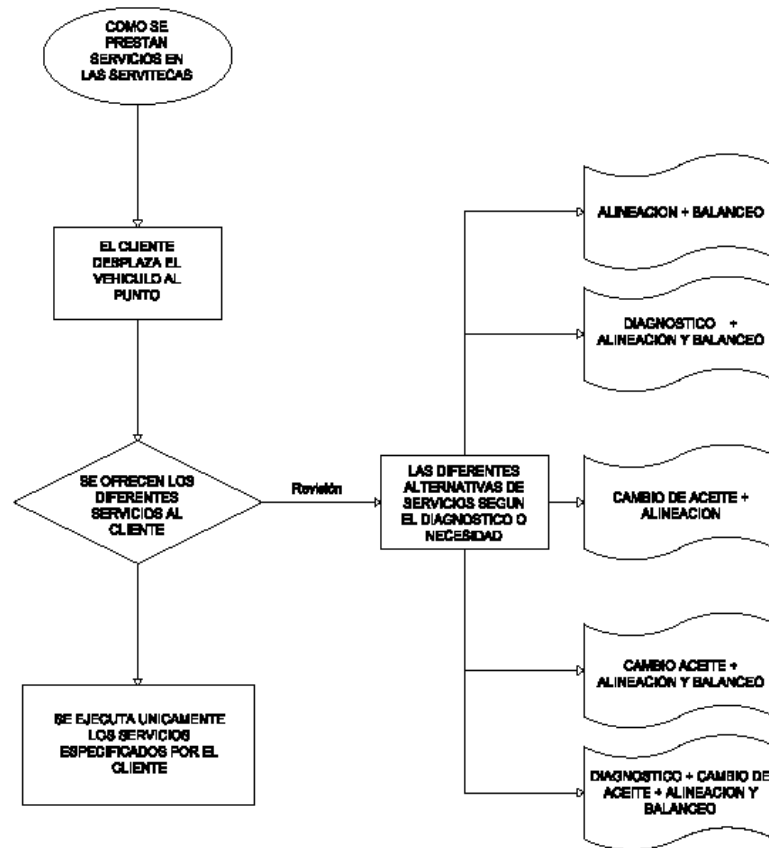 COMO SE
PRESTAN
SERVICIOS EN
LAS SERVITECAS
EL CLIENTE
DESPLAZA EL
VEHICULO AL
PUNTO
SE OFRECEN LOS
DIFERENTES
SERVICIOS AL
CLIENTE
Revisión
SE EJECUTA UNICAMENTE
LOS SERVICIOS
ESPECIFICADOS POR EL
CLIENTE
LAS DIFERENTES
ALTERNATIVAS DE
SERVICIOS SEGUN
EL DIAGNOSTICO O
NECESIDAD
ALINEACION + BALANCEO
DIAGNOSTICO +
ALINEACION Y BALANCEO
CAMBIO DE ACEITE +
ALINEACION
CAMBIO ACEITE +
ALINEACION Y BALANCEO
DIAGNOSTICO + CAMBIO DE
ACEITE + ALINEACION Y
BALANCEO